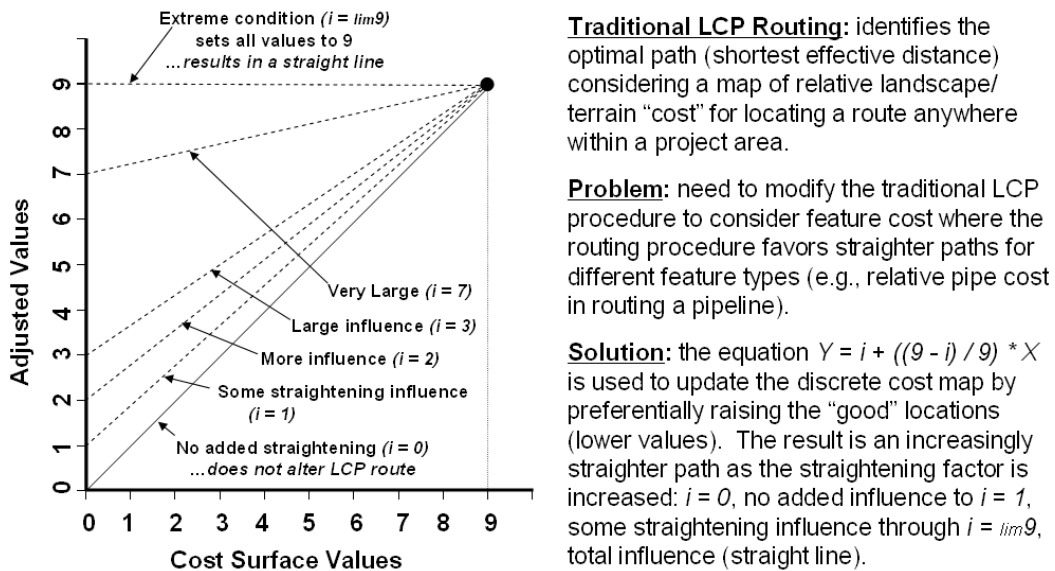 Extreme condition (i = lim9)
sets all values to 9
...results in a straight line
9
8
7
6
5
4
3
2
1
0
Adjusted Values
Very Large (i = 7)
Large influence (i = 3)
More influence (i = 2)
Some straightening influence
(i = 1)
No added straightening (i = 0)
...does not alter LCP route
0 1 2 3 4 5 6 7 8 9
Cost Surface Values
Traditional LCP Routing: identifies the
optimal path (shortest effective distance)
considering a map of relative landscape/
terrain “cost” for locating a route anywhere
within a project area.
Problem: need to modify the traditional LCP
procedure to consider feature cost where the
routing procedure favors straighter paths for
different feature types (e.g., relative pipe cost
in routing a pipeline).
Solution: the equation Y = i + ((9 - i) / 9) * X
is used to update the discrete cost map by
preferentially raising the “good” locations
(lower values). The result is an increasingly
straighter path as the straightening factor is
increased: i = 0, no added influence to i = 1,
some straightening influence through i = lim9,
total influence (straight line).